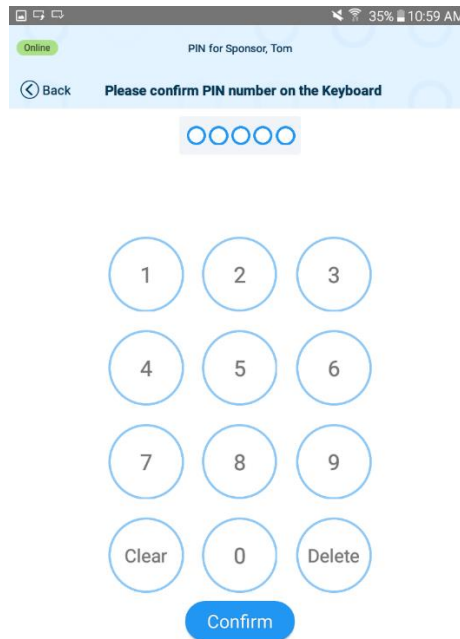 35% 10:59 AM
Online
PIN for Sponsor, Tom
Back
Please confirm PIN number on the Keyboard
1 2 3
4 5 6
7 8 9
Clear 0 Delete
Confirm